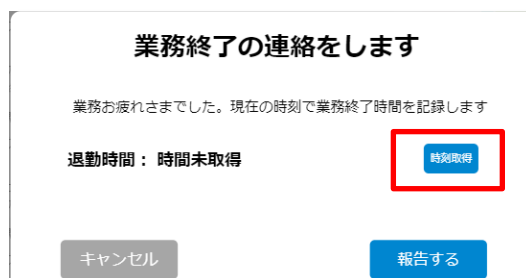 業務終了の連絡をします
業務お疲れさまでした。現在の時刻で業務終了時間を記録します
退勤時間： 時間未取得
時刻取得
キャンセル
報告する